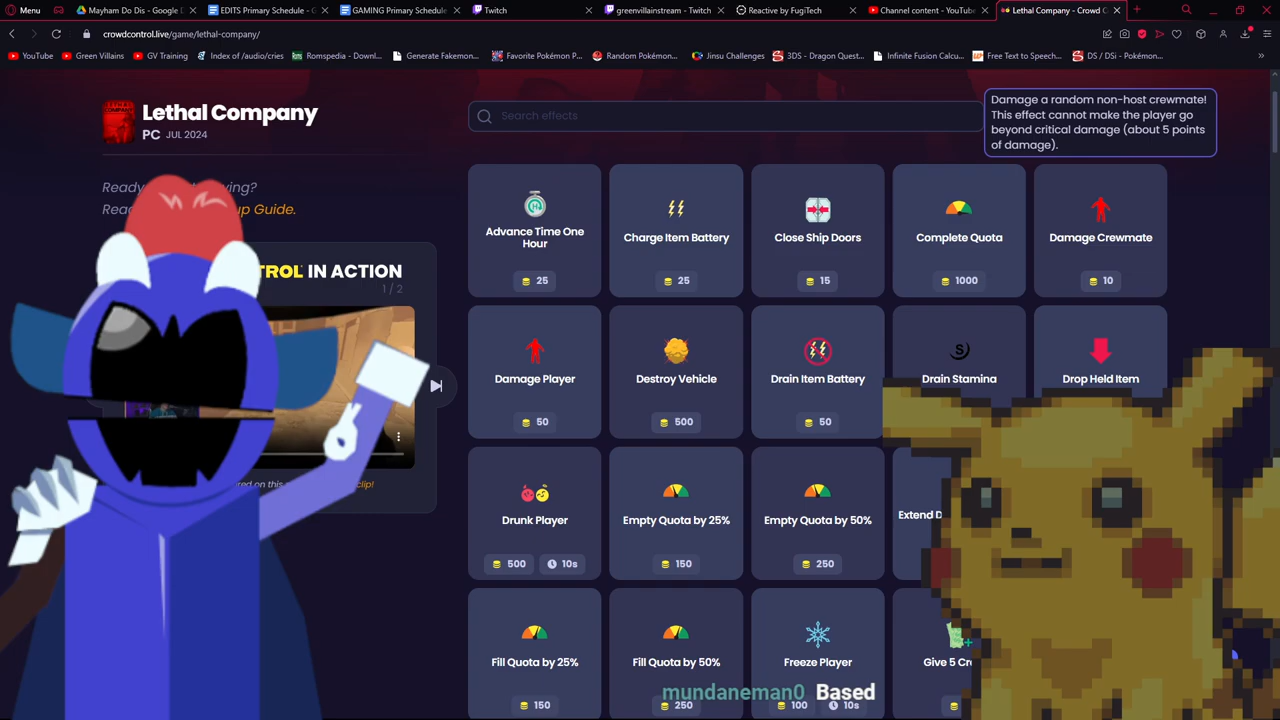 Menu
Mayham Do Dis - Google D
EDITS Primary Schedule - G
GAMING Primary Schedule
Twitch
greenvillainstream - Twitch
Reactive by FugiTech
Channel content - YouTube
Lethal Company - Crowd C
crowdcontrol.live/game/lethal-company/
YouTube
Green Villains
GV Training
Index of /audio/cries
Romspedia - Downl...
Generate Fakemon...
Favorite Pokémon P...
Random Pokémon...
Jinsu Challenges
3DS - Dragon Quest...
Infinite Fusion Calcu...
Free Text to Speech...
DS / DSi - Pokémon...
Lethal Company
PC JUL 2024
Search effects
Damage a random non-host crewmate!
This effect cannot make the player go
beyond critical damage (about 5 points
of damage).
Ready
ying?
Rea
up Guide.
TROL IN ACTION
1 / 2
ored on this
clip!
Advance Time One
Hour
25
Charge Item Battery
25
Close Ship Doors
15
Complete Quota
1000
Damage Crewmate
10
Damage Player
50
Destroy Vehicle
500
Drain Item Battery
50
Drain Stamina
Drop Held Item
Drunk Player
500 10s
Empty Quota by 25%
150
Empty Quota by 50%
250
Extend D
Fill Quota by 25%
150
Fill Quota by 50%
250
Freeze Player
100 10s
Give 5 Cre
mundaneman0 Based